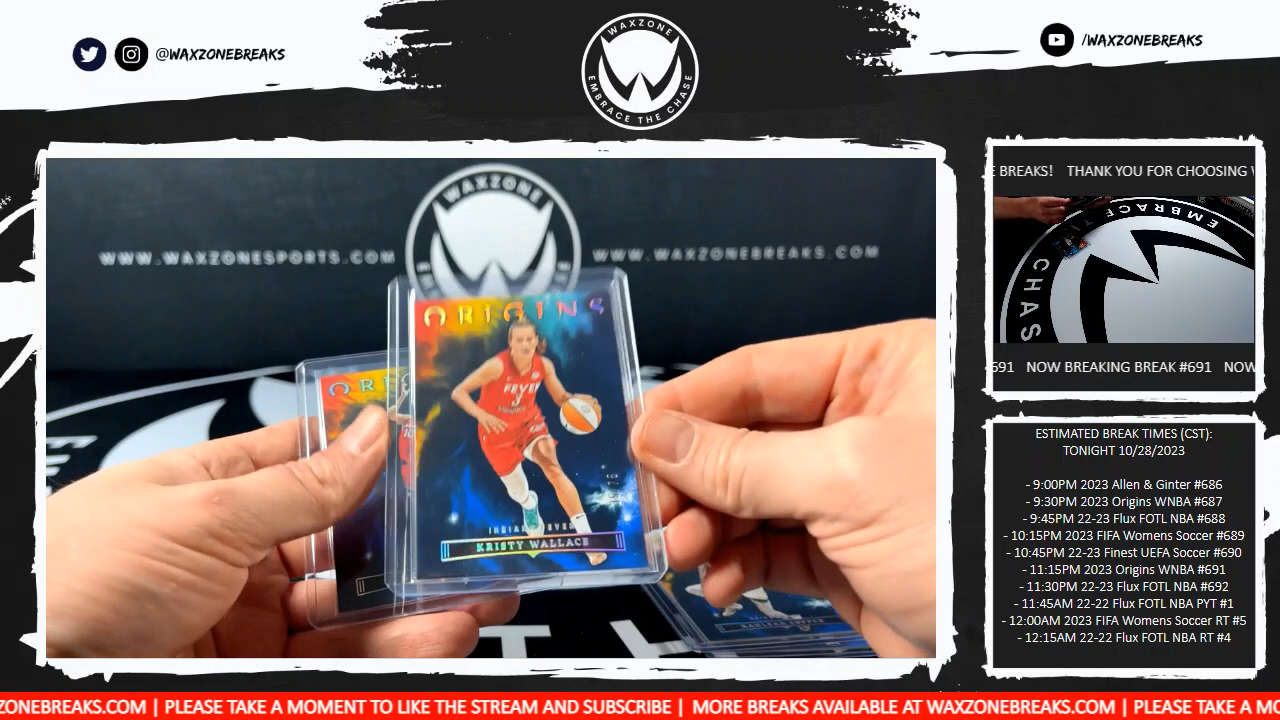 @WAXZONEBREAKS
WAXZONE
EMBRACE THE CHASE
/WAXZONEBREAKS
WAXZONE
WWW.WAXZONESPORTS.COM
WWW.WAXZONEBREAKS.COM
ORIGINS
FEVER
3
INDIANA FEVER
KRISTY WALLACE
E BREAKS! THANK YOU FOR CHOOSING
EMBRACE
CHAS
691 NOW BREAKING BREAK #691 NOW
ESTIMATED BREAK TIMES (CST):
TONIGHT 10/28/2023
- 9:00PM 2023 Allen & Ginter #686
- 9:30PM 2023 Origins WNBA #687
- 9:45PM 22-23 Flux FOTL NBA #688
- 10:15PM 2023 FIFA Womens Soccer #689
- 10:45PM 22-23 Finest UEFA Soccer #690
- 11:15PM 2023 Origins WNBA #691
- 11:30PM 22-23 Flux FOTL NBA #692
- 11:45AM 22-22 Flux FOTL NBA PYT #1
- 12:00AM 2023 FIFA Womens Soccer RT #5
- 12:15AM 22-22 Flux FOTL NBA RT #4
ZONEBREAKS.COM | PLEASE TAKE A MOMENT TO LIKE THE STREAM AND SUBSCRIBE | MORE BREAKS AVAILABLE AT WAXZONEBREAKS.COM | PLEASE TAKE A MO